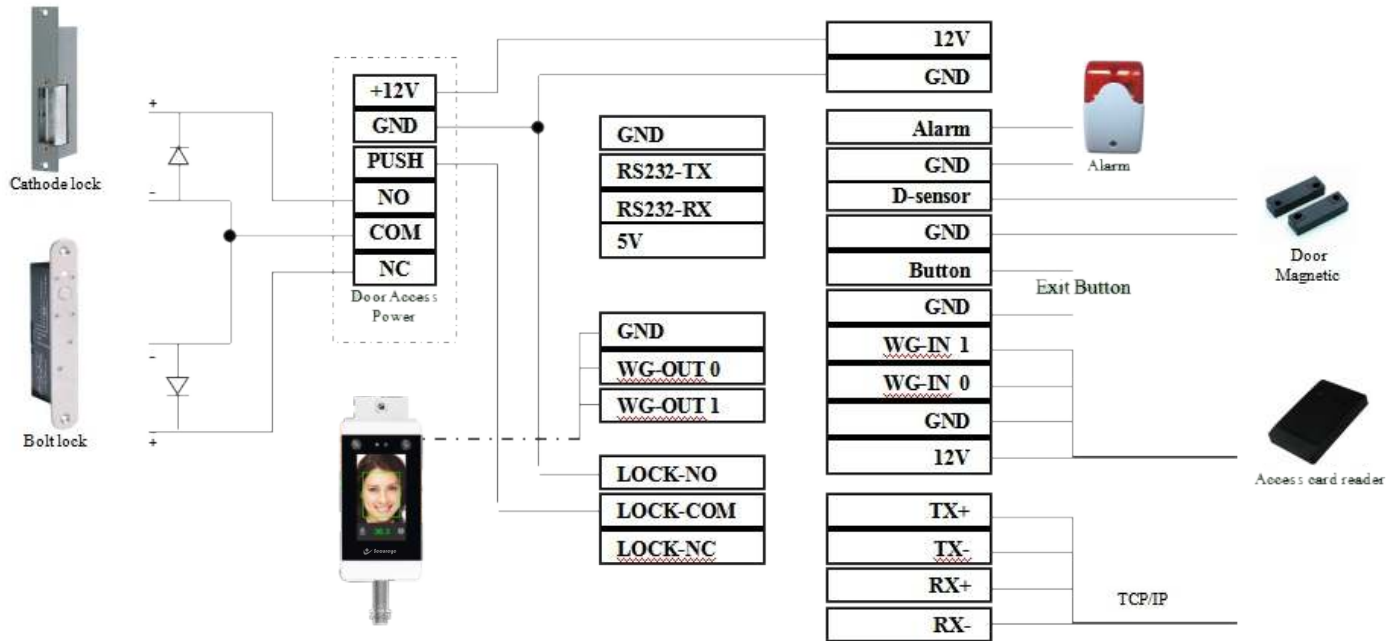 Cathode lock
+
-
Bolt lock
-
+
+12V
GND
PUSH
NO
COM
NC
Door Access
Power
GND
RS232-TX
RS232-RX
5V
GND
WG-OUT 0
WG-OUT 1
LOCK-NO
LOCK-COM
LOCK-NC
12V
GND
Alarm
GND
D-sensor
GND
Button
GND
WG-IN 1
WG-IN 0
GND
12V
TX+
TX-
RX+
RX-
Alarm
Door
Magnetic
Exit Button
Access card reader
TCP/IP